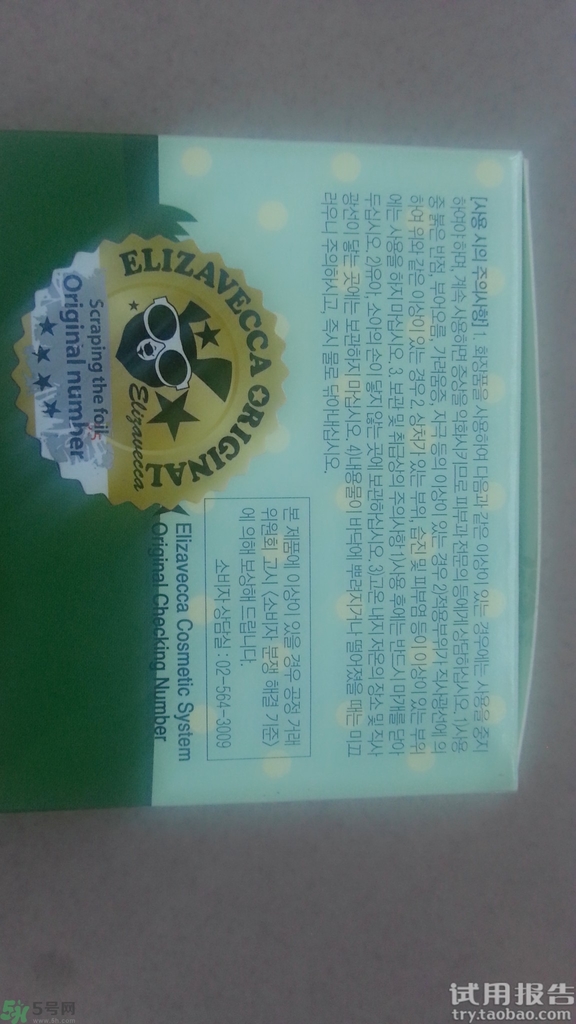 [사용 시의 주의사항] 1. 화장품을 사용하여 다음과 같은 이상이 있는 경우에는 사용을 중지
하여야 하며, 계속 사용하면 증상을 악화시키므로 피부과 전문의 등에게 상담하십시오. 1)사용
중 붉은 반점, 부어오름, 가려움증, 자극 등의 이상이 있는 경우 2)적용부위가 직사광선에 의
하여 위와 같은 이상이 있는 경우 2. 상처가 있는 부위, 습진 및 피부염 등의 이상이 있는 부위
에는 사용을 하지 마십시오. 3. 보관 및 취급상의 주의사항 1)사용 후에는 반드시 마개를 닫아
두십시오. 2)유아, 소아의 손이 닿지 않는 곳에 보관하십시오. 3)고온 내지 저온의 장소 및 직사
광선이 닿는 곳에는 보관하지 마십시오. 4)내용물이 바닥에 뿌려지거나 떨어졌을 때는 미끄
러우니 주의하시고, 즉시 물로 닦아내십시오.
본 제품에 이상이 있을 경우 공정 거래
위원회 고시 <소비자 분쟁 해결 기준>
에 의해 보상해 드립니다.
소비자 상담실 : 02-564-3009
Elizavecca Cosmetic System
Original Checking Number
ELIZAVECCA ORIGINAL
Elizavecca
Scraping the foils
Original number
5号网
试用报告
try.taobao.com